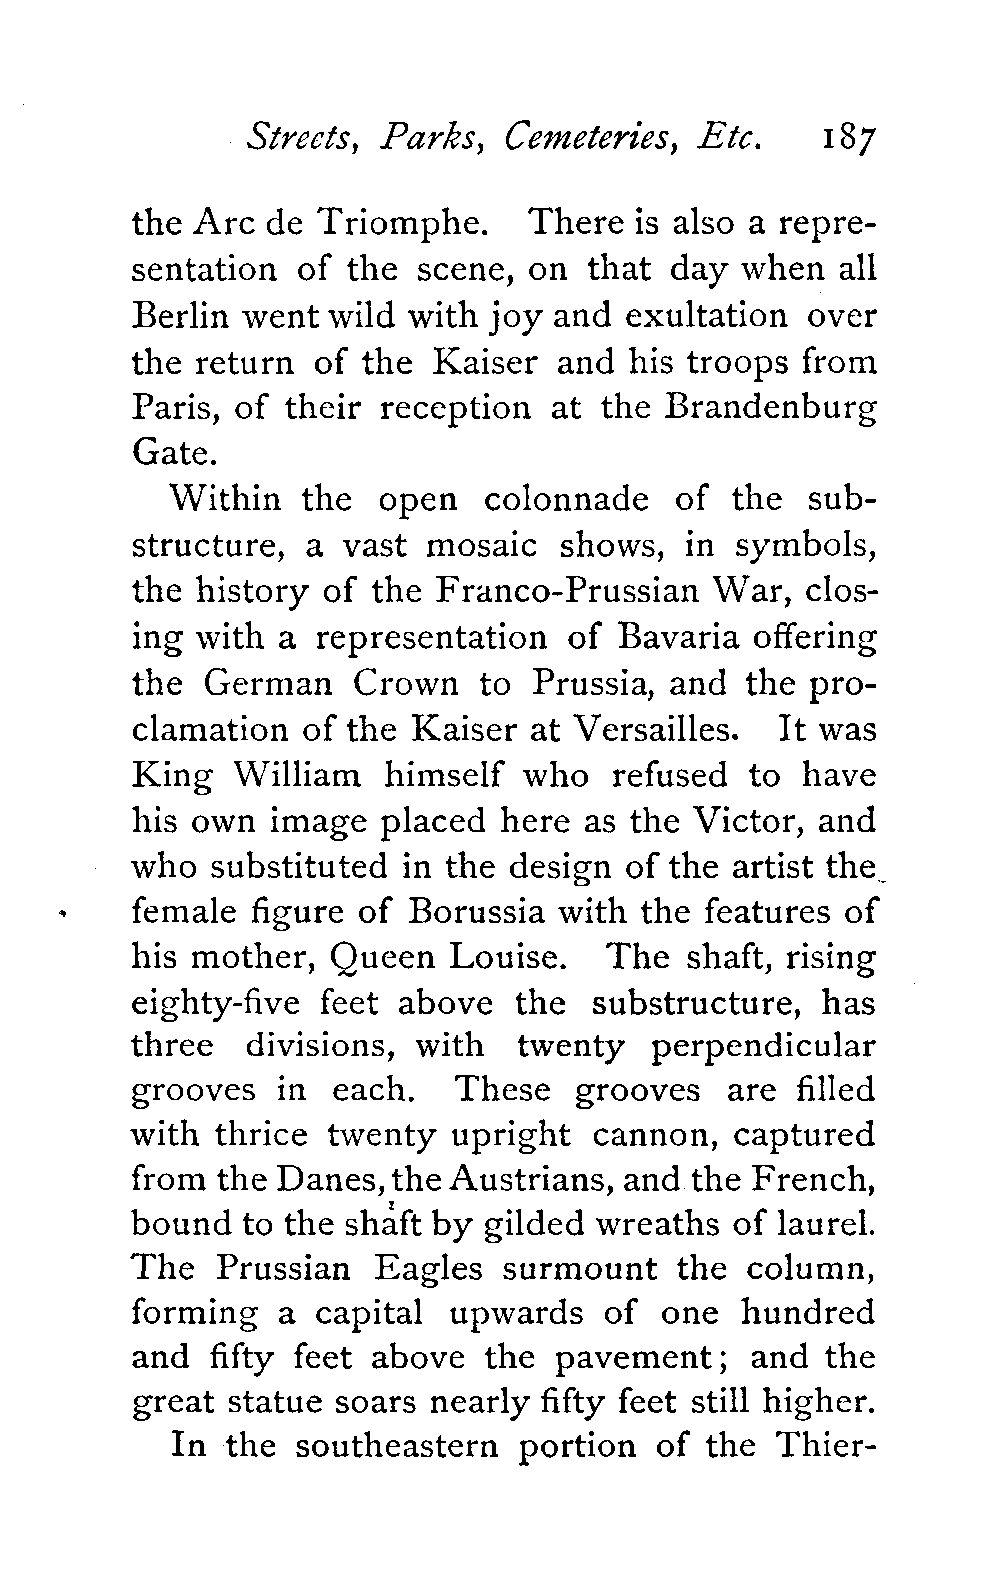 Streets, Parks, Cemeteries, Etc. 187
the Arc de Triomphe. There is also a repre-
sentation of the scene, on that day when all
Berlin went wild with joy and exultation over
the return of the Kaiser and his troops from
Paris, of their reception at the Brandenburg
Gate.
Within the open colonnade of the sub-
structure, a vast mosaic shows, in symbols,
the history of the Franco-Prussian War, clos-
ing with a representation of Bavaria offering
the German Crown to Prussia, and the pro-
clamation of the Kaiser at Versailles. It was
King William himself who refused to have
his own image placed here as the Victor, and
who substituted in the design of the artist the
female figure of Borussia with the features of
his mother, Queen Louise. The shaft, rising
eighty-five feet above the substructure, has
three divisions, with twenty perpendicular
grooves in each. These grooves are filled
with thrice twenty upright cannon, captured
from the Danes, the Austrians, and the French,
bound to the shaft by gilded wreaths of laurel.
The Prussian Eagles surmount the column,
forming a capital upwards of one hundred
and fifty feet above the pavement; and the
great statue soars nearly fifty feet still higher.
In the southeastern portion of the Thier-